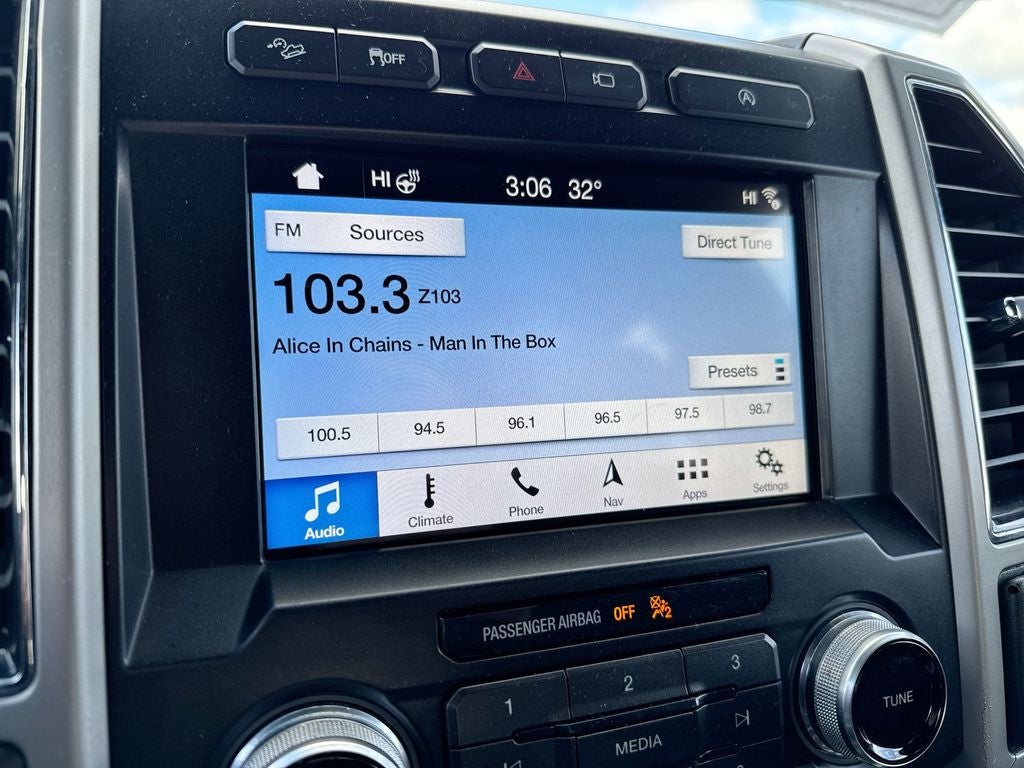 OFF
HI 3:06 32° HI
FM Sources Direct Tune
103.3 Z103
Alice In Chains - Man In The Box
Presets
100.5 94.5 96.1 96.5 97.5 98.7
Audio Climate Phone Nav Apps Settings
PASSENGER AIRBAG OFF 2
1 2 3
MEDIA TUNE